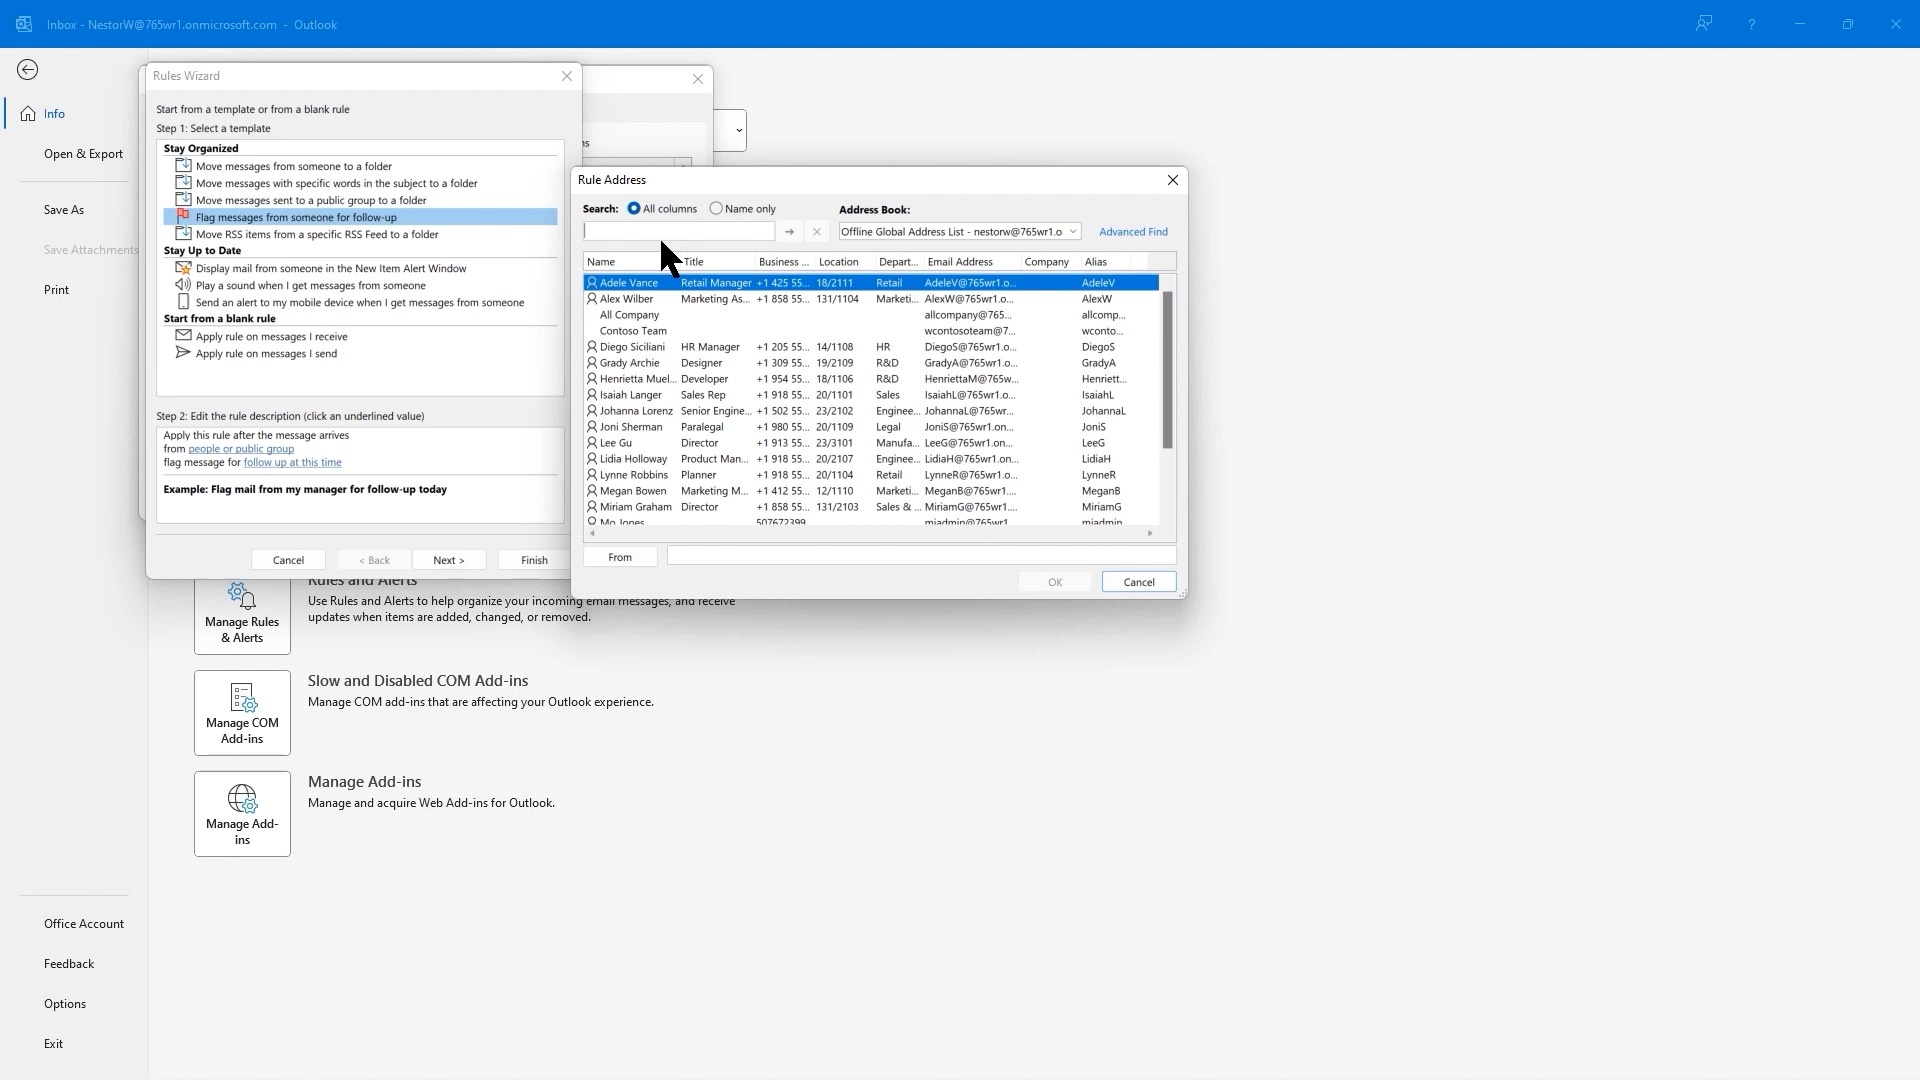 Inbox - NestorW@765wr1.onmicrosoft.com - Outlook
?
Info
Open & Export
Save As
Save Attachments
Print
Office Account
Feedback
Options
Exit
Rules Wizard
Start from a template or from a blank rule
Step 1: Select a template
Stay Organized
Move messages from someone to a folder
Move messages with specific words in the subject to a folder
Move messages sent to a public group to a folder
Flag messages from someone for follow-up
Move RSS items from a specific RSS Feed to a folder
Stay Up to Date
Display mail from someone in the New Item Alert Window
Play a sound when I get messages from someone
Send an alert to my mobile device when I get messages from someone
Start from a blank rule
Apply rule on messages I receive
Apply rule on messages I send
Step 2: Edit the rule description (click an underlined value)
Apply this rule after the message arrives
from people or public group
flag message for follow up at this time
Example: Flag mail from my manager for follow-up today
Cancel < Back Next > Finish
Rule Address
Search: All columns Name only Address Book:
Offline Global Address List - nestorw@765wr1.o Advanced Find
Name Title Business ... Location Depart... Email Address Company Alias
Adele Vance Retail Manager +1 425 55... 18/2111 Retail AdeleV@765wr1.o... AdeleV
Alex Wilber Marketing As... +1 858 55... 131/1104 Marketi... AlexW@765wr1.o... AlexW
All Company allcompany@765... allcomp...
Contoso Team wcontosoteam@7... wconto...
Diego Siciliani HR Manager +1 205 55... 14/1108 HR DiegoS@765wr1.o... DiegoS
Grady Archie Designer +1 309 55... 19/2109 R&D GradyA@765wr1.o... GradyA
Henrietta Muel... Developer +1 954 55... 18/1106 R&D HenriettaM@765w... Henriett...
Isaiah Langer Sales Rep +1 918 55... 20/1101 Sales IsaiahL@765wr1.o... IsaiahL
Johanna Lorenz Senior Engine... +1 502 55... 23/2102 Enginee... JohannaL@765wr... JohannaL
Joni Sherman Paralegal +1 980 55... 20/1109 Legal JoniS@765wr1.on... JoniS
Lee Gu Director +1 913 55... 23/3101 Manufa... LeeG@765wr1.on... LeeG
Lidia Holloway Product Man... +1 918 55... 20/2107 Enginee... LidiaH@765wr1.on... LidiaH
Lynne Robbins Planner +1 918 55... 20/1104 Retail LynneR@765wr1.o... LynneR
Megan Bowen Marketing M... +1 412 55... 12/1110 Marketi... MeganB@765wr1.... MeganB
Miriam Graham Director +1 858 55... 131/2103 Sales & ... MiriamG@765wr1.... MiriamG
Mo Jones 507672399 miadmin@765wr1 miadmin
From
OK Cancel
Rules and Alerts
Manage Rules
& Alerts
Use Rules and Alerts to help organize your incoming email messages, and receive
updates when items are added, changed, or removed.
Slow and Disabled COM Add-ins
Manage COM add-ins that are affecting your Outlook experience.
Manage COM
Add-ins
Manage Add-ins
Manage and acquire Web Add-ins for Outlook.
Manage Add-
ins